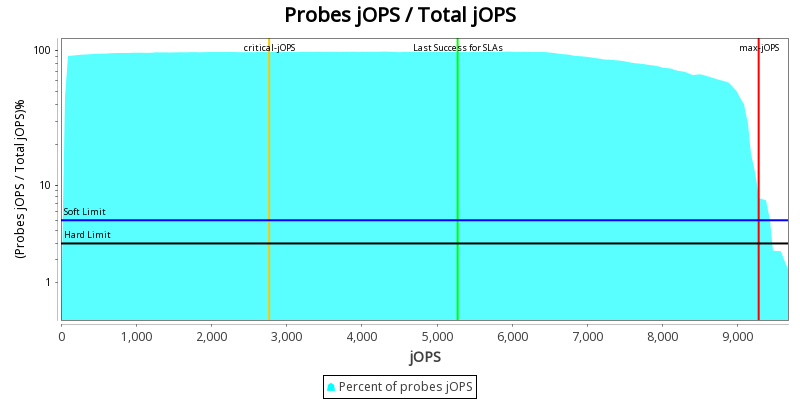 Probes jOPS / Total jOPS
(Probes jOPS / Total jOPS)%
100
10
1
critical-jOPS
Last Success for SLAs
max-jOPS
Soft Limit
Hard Limit
0 1,000 2,000 3,000 4,000 5,000 6,000 7,000 8,000 9,000
jOPS
Percent of probes jOPS